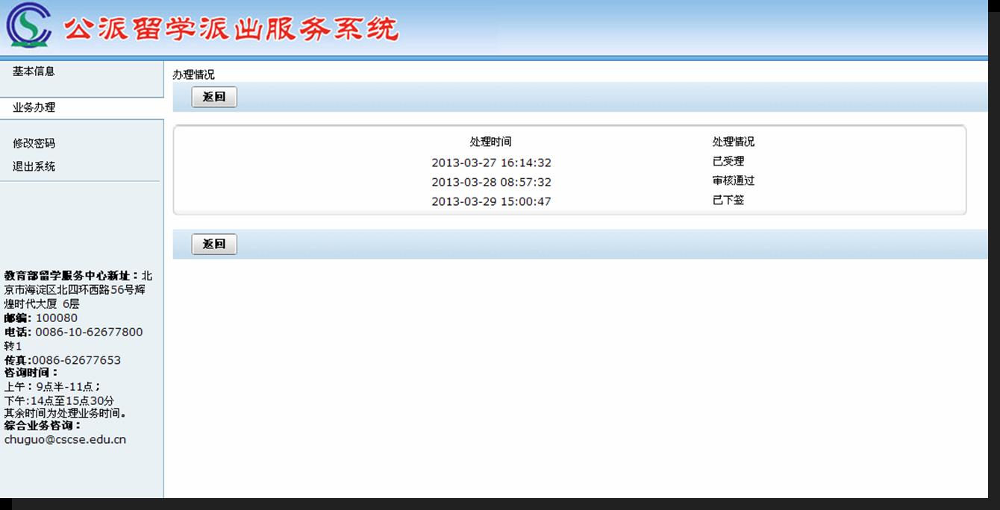 公派留学派出服务系统
基本信息
业务办理
修改密码
退出系统
教育部留学服务中心新址：北
京市海淀区北四环西路56号辉
煌时代大厦 6层
邮编: 100080
电话: 0086-10-62677800
转1
传真:0086-62677653
咨询时间：
上午：9点半-11点；
下午:14点至15点30分
其余时间为处理业务时间。
综合业务咨询：
chuguo@cscse.edu.cn
办理情况
返回
处理时间 处理情况
2013-03-27 16:14:32 已受理
2013-03-28 08:57:32 审核通过
2013-03-29 15:00:47 已下签
返回